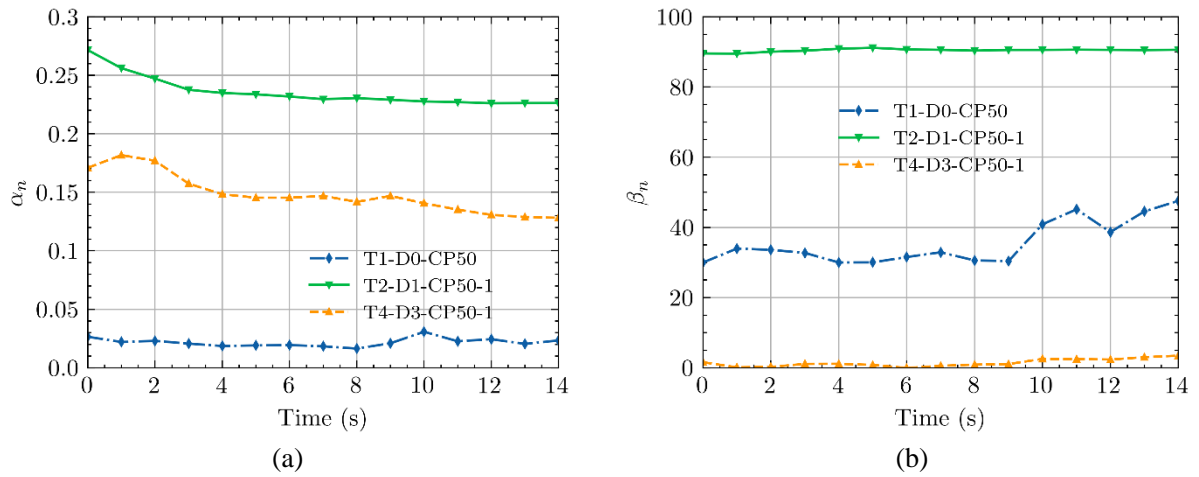 0.3
0.25
0.2
0.15
0.1
0.05
0.0
αn
0 2 4 6 8 10 12 14
Time (s)
T1-D0-CP50
T2-D1-CP50-1
T4-D3-CP50-1
(a)
100
80
60
40
20
0
βn
0 2 4 6 8 10 12 14
Time (s)
T1-D0-CP50
T2-D1-CP50-1
T4-D3-CP50-1
(b)